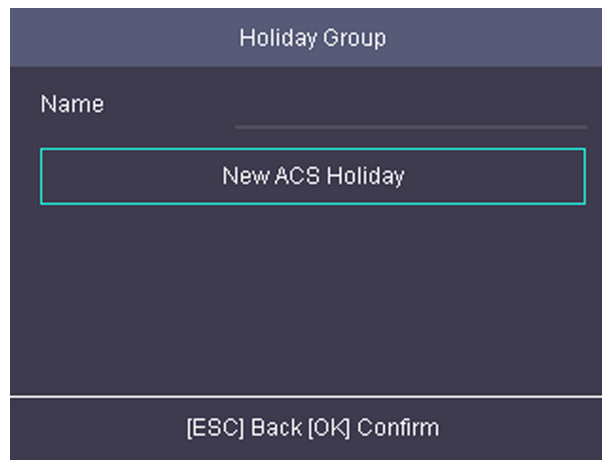 Holiday Group
Name
New ACS Holiday
[ESC] Back [OK] Confirm